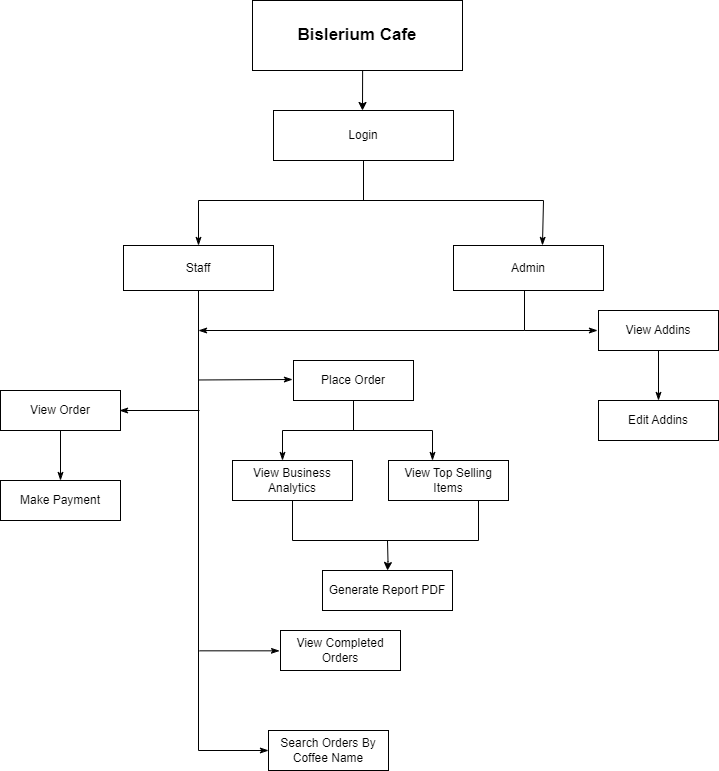 Bislerium Cafe
Login
Staff
Admin
View Addins
Place Order
View Order
Edit Addins
View Business
Analytics
View Top Selling
Items
Make Payment
Generate Report PDF
View Completed
Orders
Search Orders By
Coffee Name